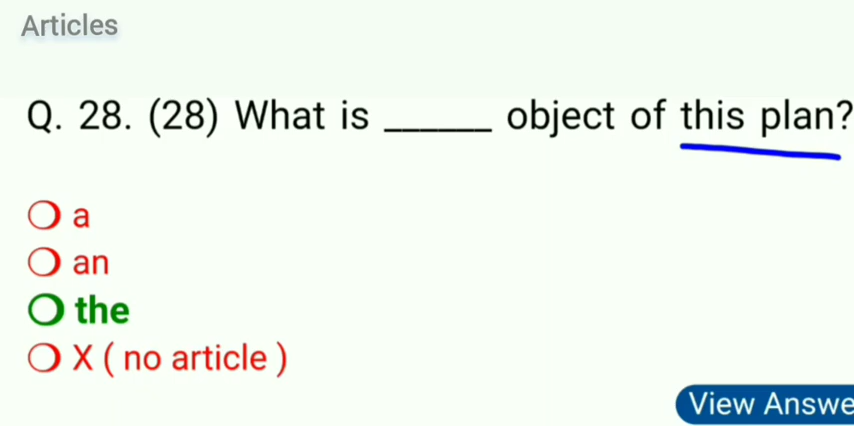 Articles
Q. 28. (28) What is ______ object of this plan?
a
an
the
X ( no article )
View Answe